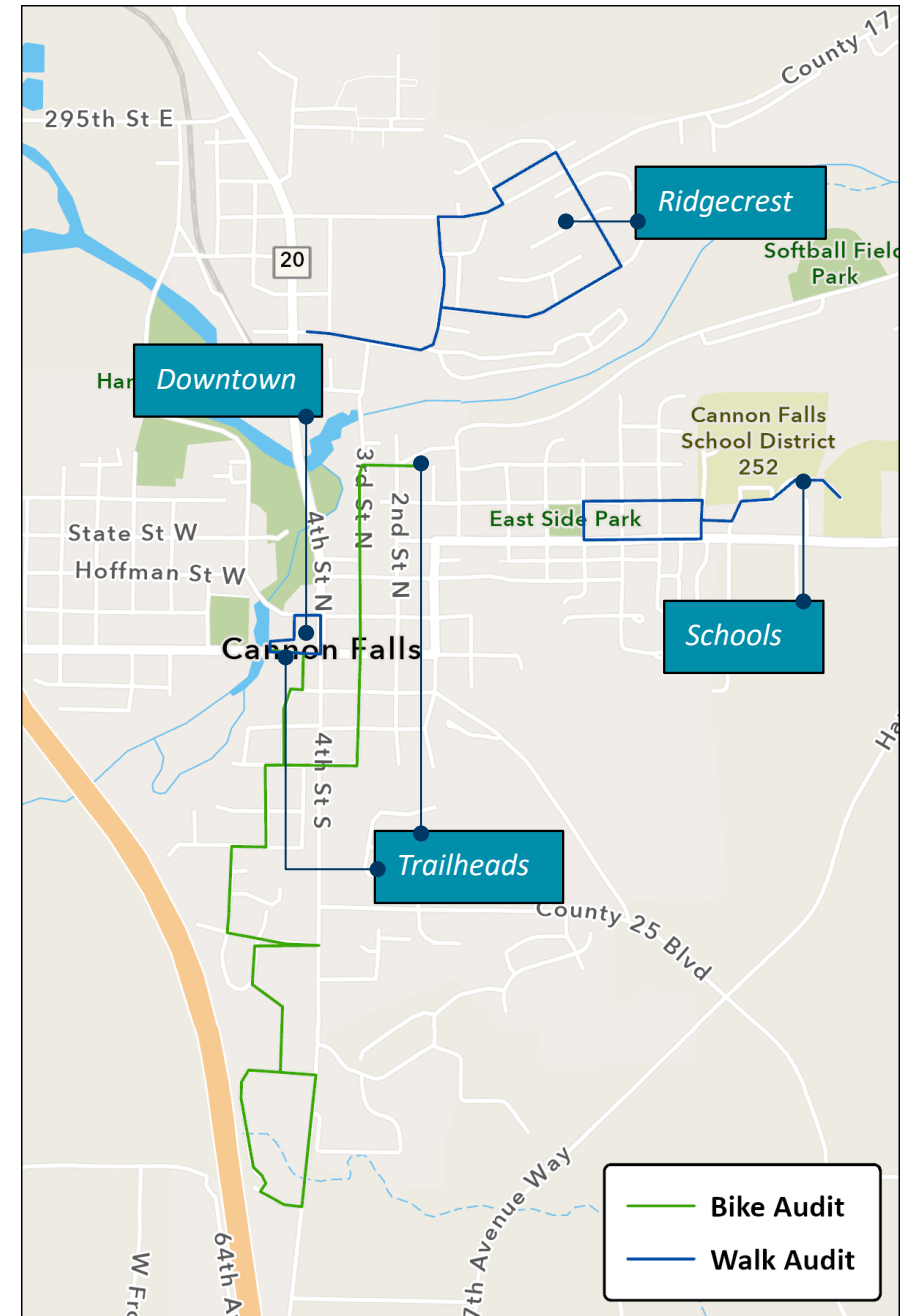 County 17
295th St E
Ridgecrest
20
Softball Field
Park
Downtown
Cannon Falls
School District
252
3rd St N
2nd St N
4th St N
East Side Park
State St W
Hoffman St W
Schools
Cannon Falls
4th St S
Trailheads
County 25 Blvd
7th Avenue Way
64th A
Bike Audit
Walk Audit